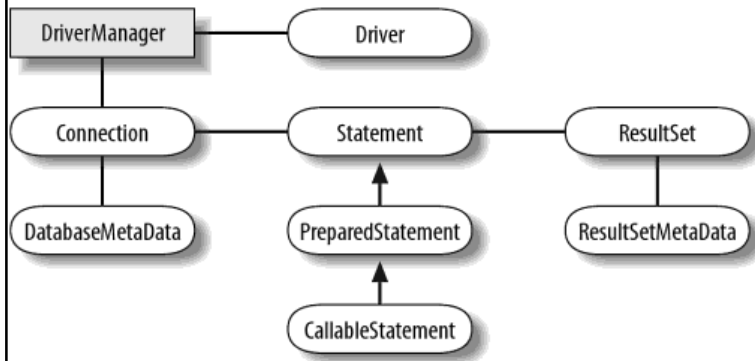 DriverManager
Driver
Connection
Statement
ResultSet
DatabaseMetaData
PreparedStatement
ResultSetMetaData
CallableStatement